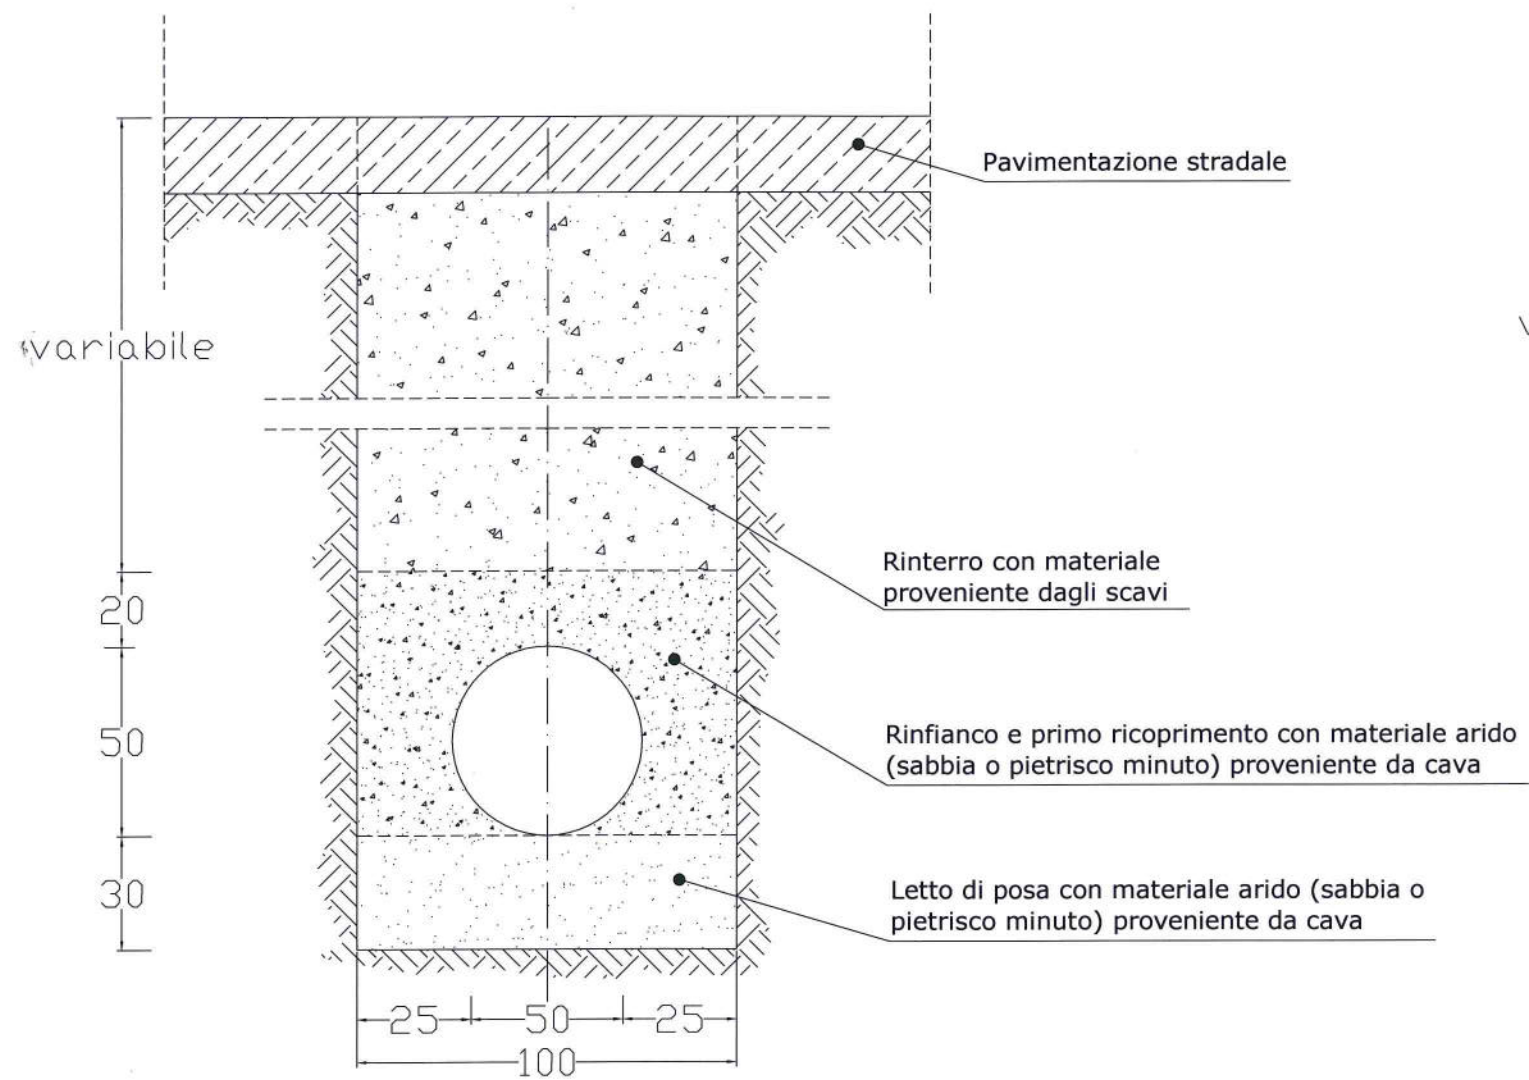 Pavimentazione stradale
variabile
Rinterro con materiale
proveniente dagli scavi
20
Rinfianco e primo ricoprimento con materiale arido
(sabbia o pietrisco minuto) proveniente da cava
50
Letto di posa con materiale arido (sabbia o
pietrisco minuto) proveniente da cava
30
25 50 25
100